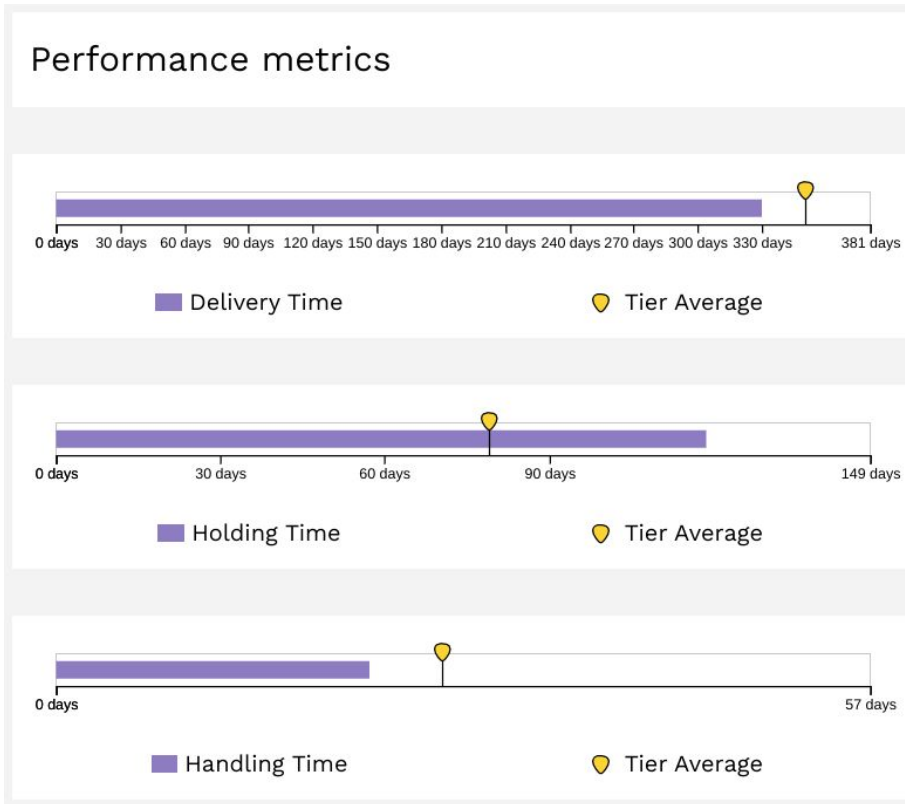 Performance metrics
0 days 30 days 60 days 90 days 120 days 150 days 180 days 210 days 240 days 270 days 300 days 330 days 381 days
Delivery Time Tier Average
0 days 30 days 60 days 90 days 149 days
Holding Time Tier Average
0 days 57 days
Handling Time Tier Average